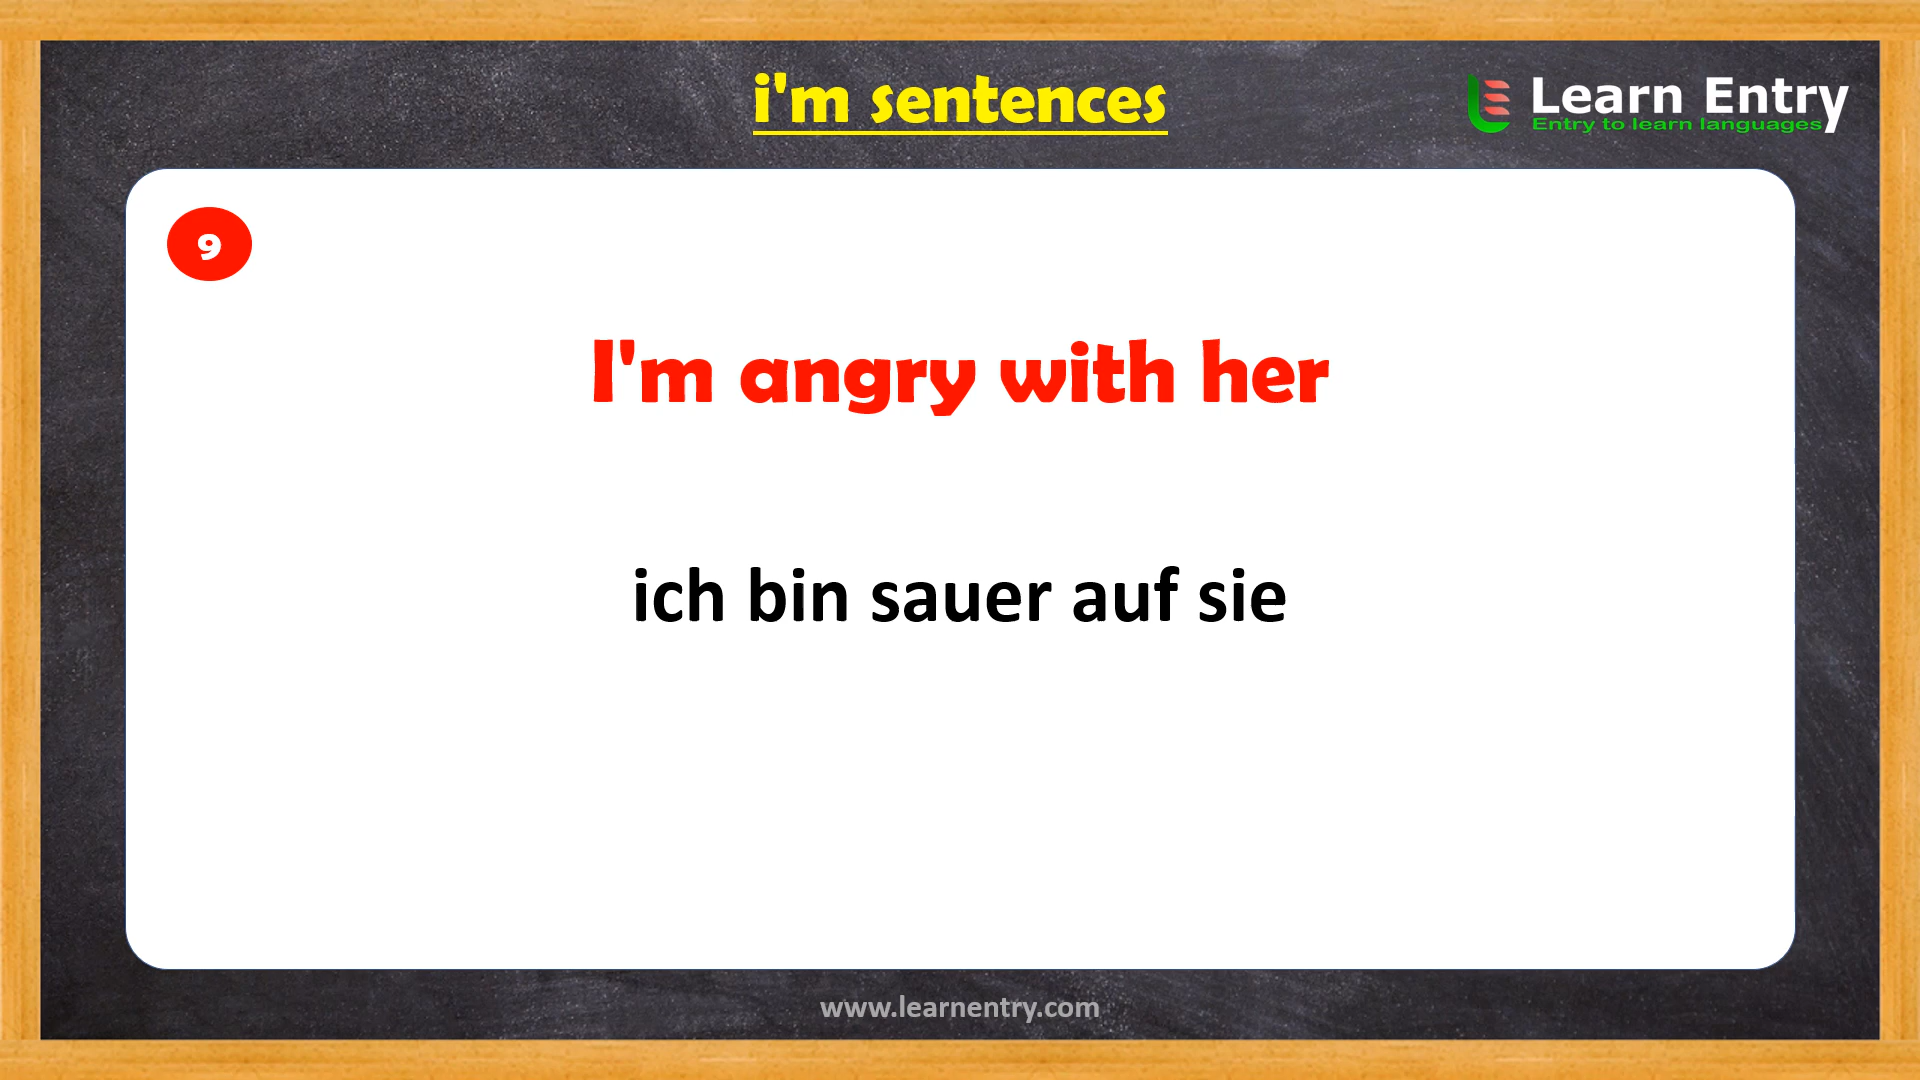 i'm sentences
Learn Entry
Entry to learn languages
9
I'm angry with her
ich bin sauer auf sie
www.learnentry.com